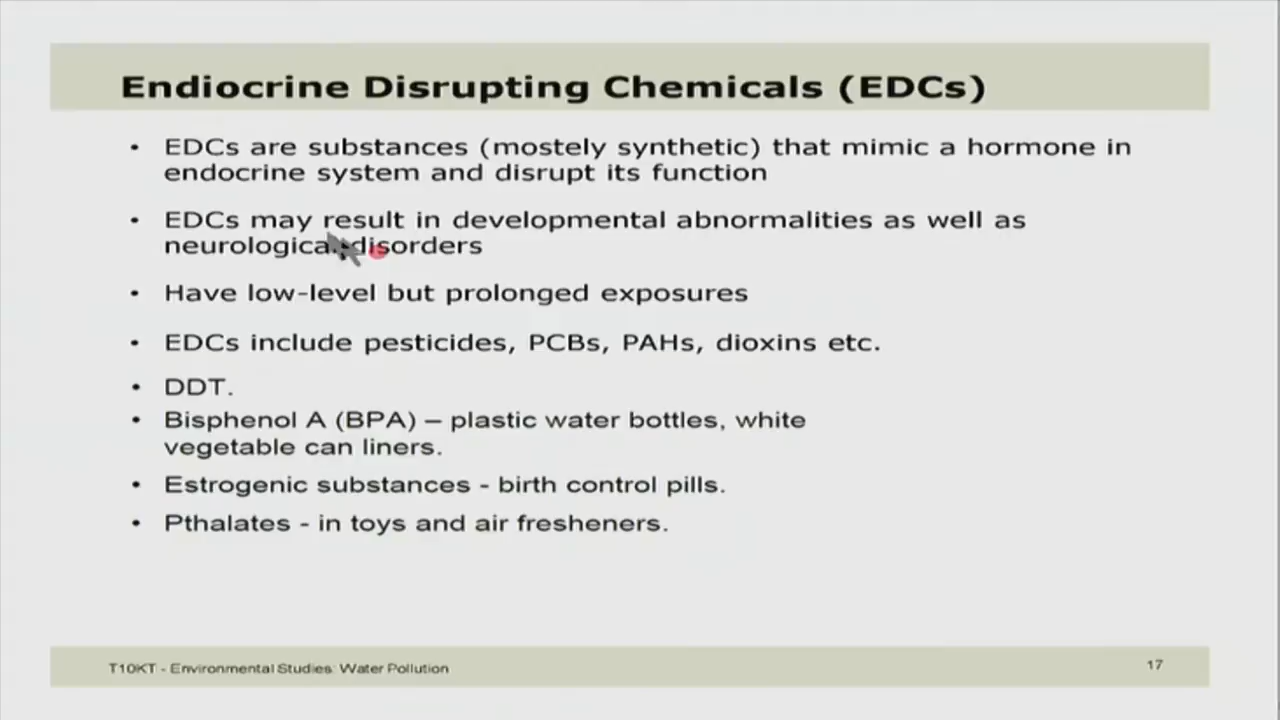 Endiocrine Disrupting Chemicals (EDCs)
• EDCs are substances (mostely synthetic) that mimic a hormone in
endocrine system and disrupt its function
• EDCs may result in developmental abnormalities as well as
neurological disorders
• Have low-level but prolonged exposures
• EDCs include pesticides, PCBs, PAHs, dioxins etc.
• DDT.
• Bisphenol A (BPA) – plastic water bottles, white
vegetable can liners.
• Estrogenic substances - birth control pills.
• Pthalates - in toys and air fresheners.
T10KT - Environmental Studies: Water Pollution
17